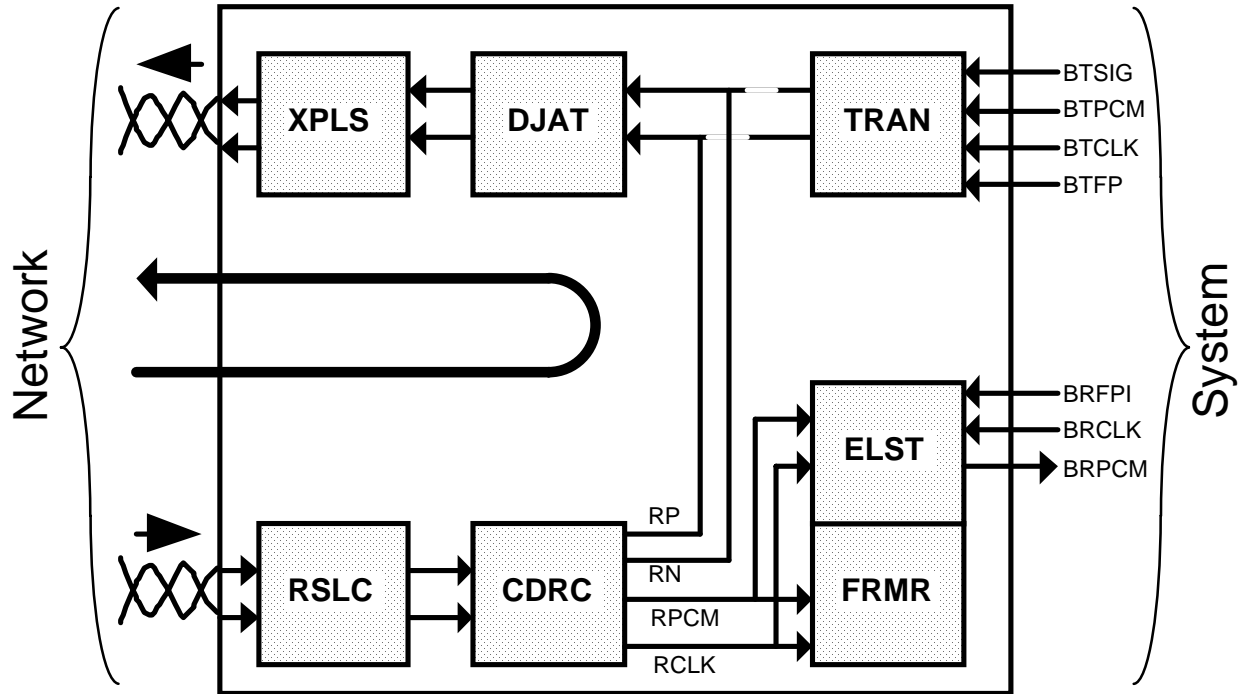 Network
XPLS
DJAT
TRAN
BTSIG
BTPCM
BTCLK
BTFP
System
ELST
BRFPI
BRCLK
BRPCM
RSLC
CDRC
RP
RN
RPCM
RCLK
FRMR